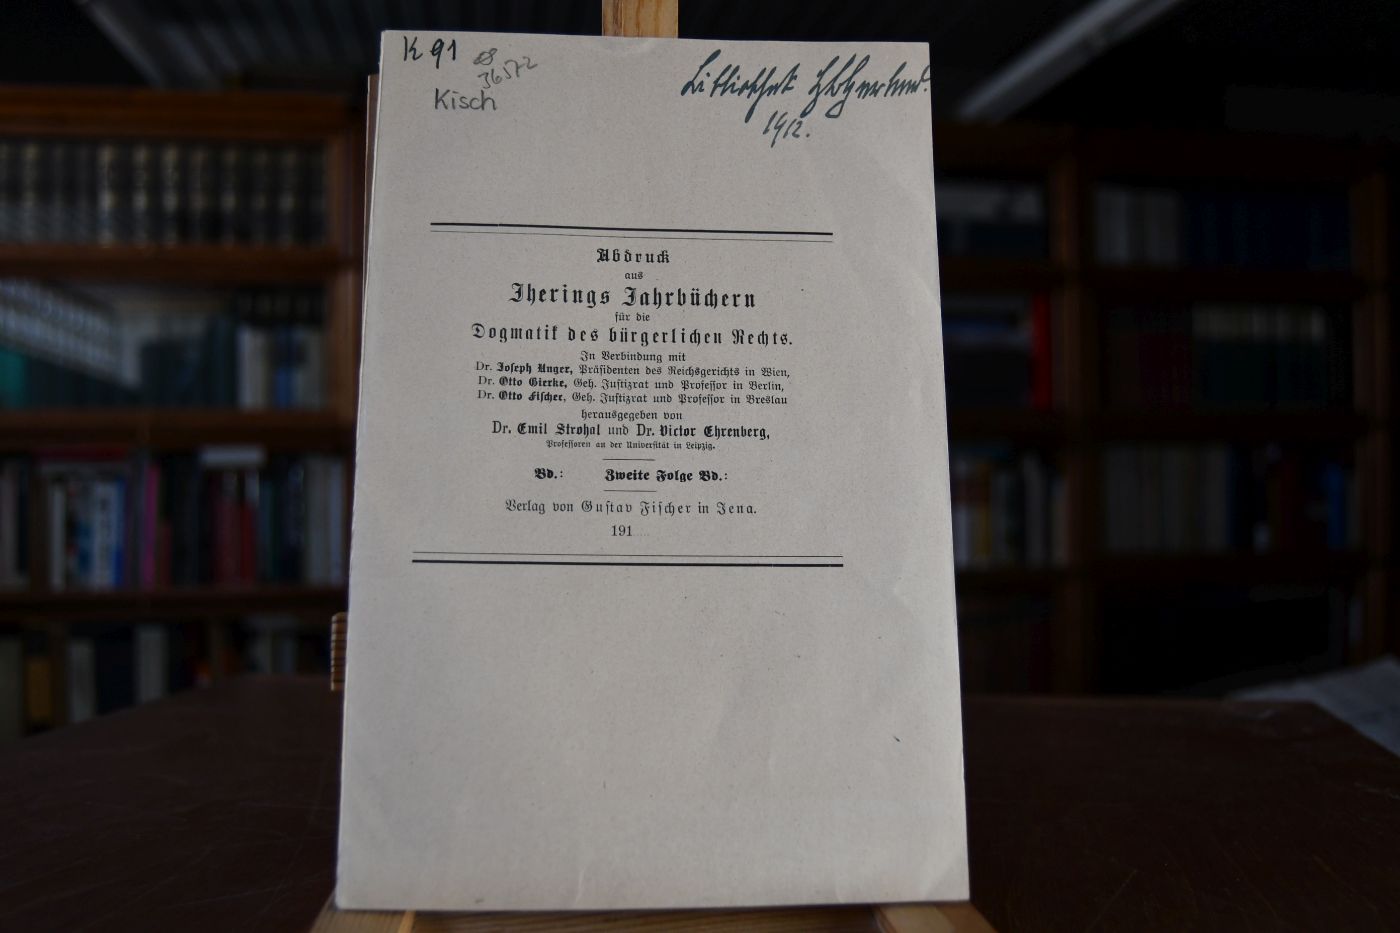 K 91
36572
Kisch
Bibliothek
1912.
Abdruck
aus
Jherings Jahrbüchern
für die
Dogmatik des bürgerlichen Rechts.
In Verbindung mit
Dr. Joseph Unger, Präsidenten des Reichsgerichts in Wien,
Dr. Otto Gierke, Geh. Justizrat und Professor in Berlin,
Dr. Otto Fischer, Geh. Justizrat und Professor in Breslau
herausgegeben von
Dr. Emil Strohal und Dr. Victor Ehrenberg,
Professoren an der Universität in Leipzig.
Bd.: Zweite Folge Bd.:
Verlag von Gustav Fischer in Jena.
191....